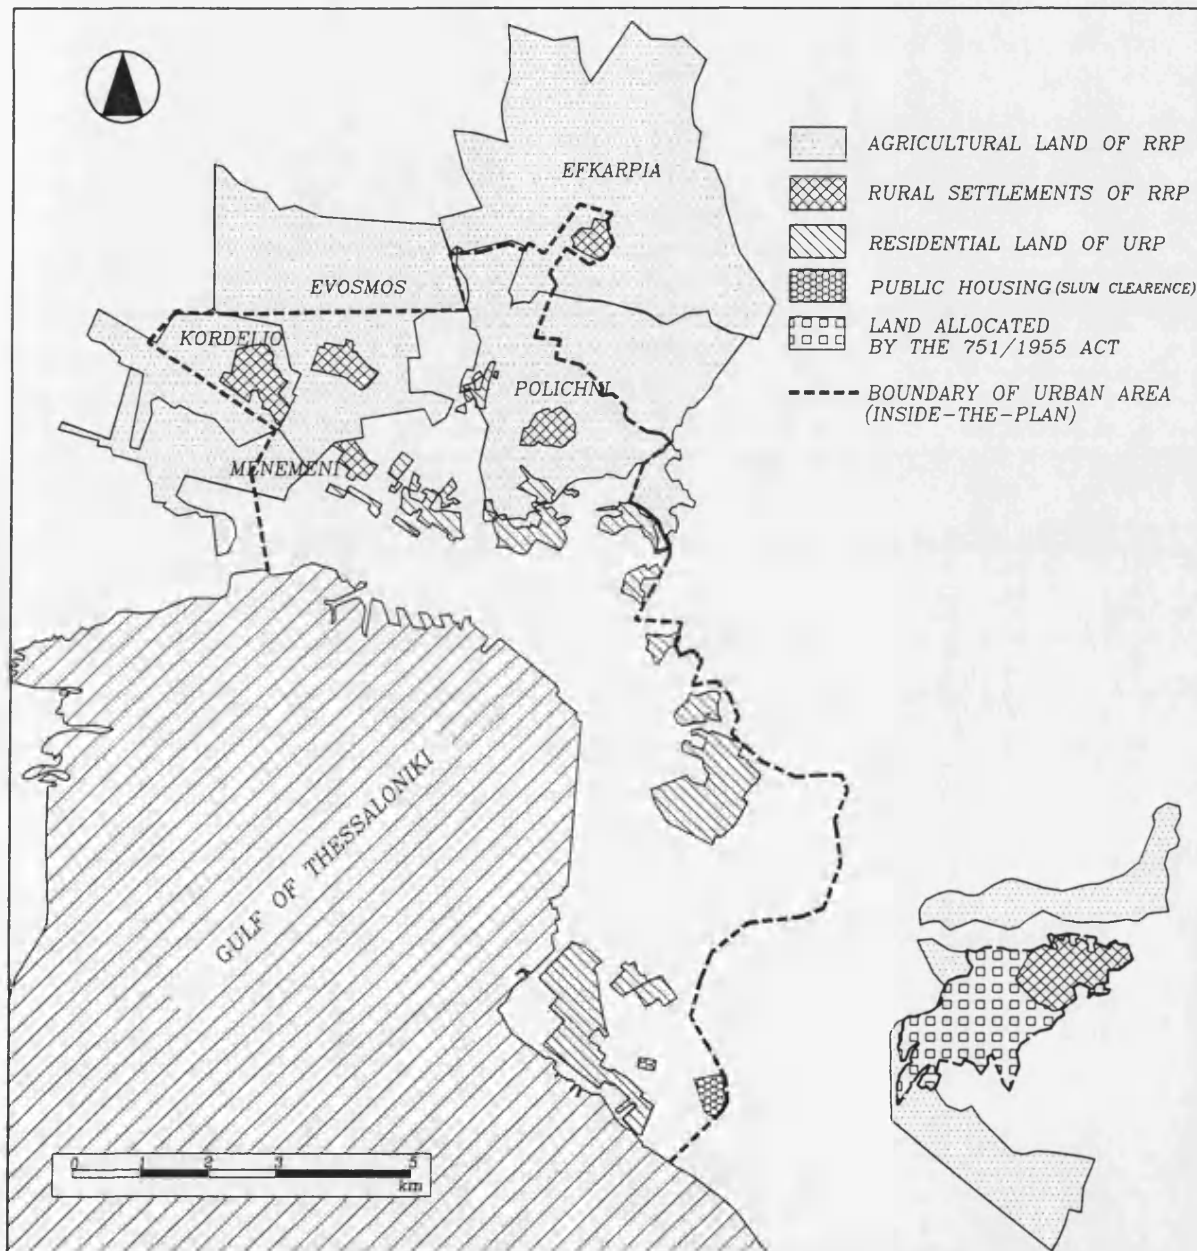 EFKARPIA
EVOSMOS
KORDELIO
POLICHNI
MENEMENI
GULF OF THESSALONIKI
AGRICULTURAL LAND OF RRP
RURAL SETTLEMENTS OF RRP
RESIDENTIAL LAND OF URP
PUBLIC HOUSING (SLUM CLEARENCE)
LAND ALLOCATED
BY THE 751/1955 ACT
BOUNDARY OF URBAN AREA
(INSIDE-THE-PLAN)
0 1 2 3 5
km